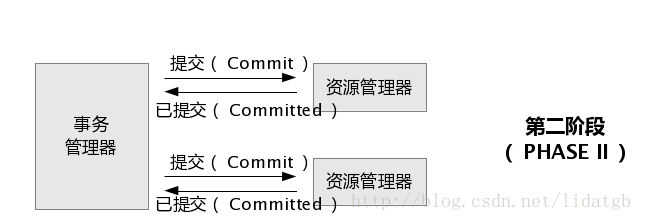 提交（ Commit ）
资源管理器
已提交（ Committed ）
事务
管理器
第二阶段
（ PHASE II ）
提交（ Commit ）
资源管理器
已提交（ Committed ）
http://blog.csdn.net/lidatgb